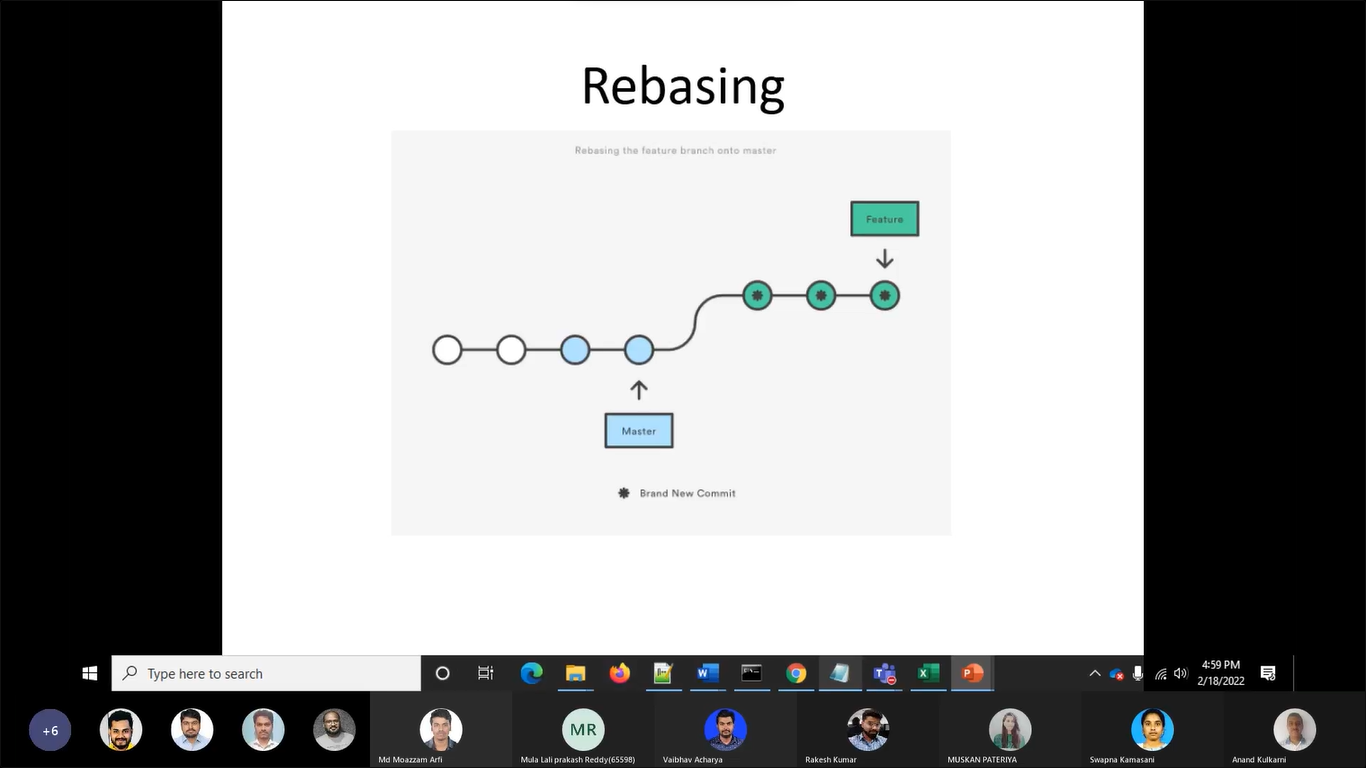 Rebasing
Rebasing the feature branch onto master
Feature
Master
Brand New Commit
Type here to search
4:59 PM
2/18/2022
+6
MR
Md Moazzam Arfi
Mula Lali prakash Reddy(65598)
Vaibhav Acharya
Rakesh Kumar
MUSKAN PATERIYA
Swapna Kamasani
Anand Kulkarni